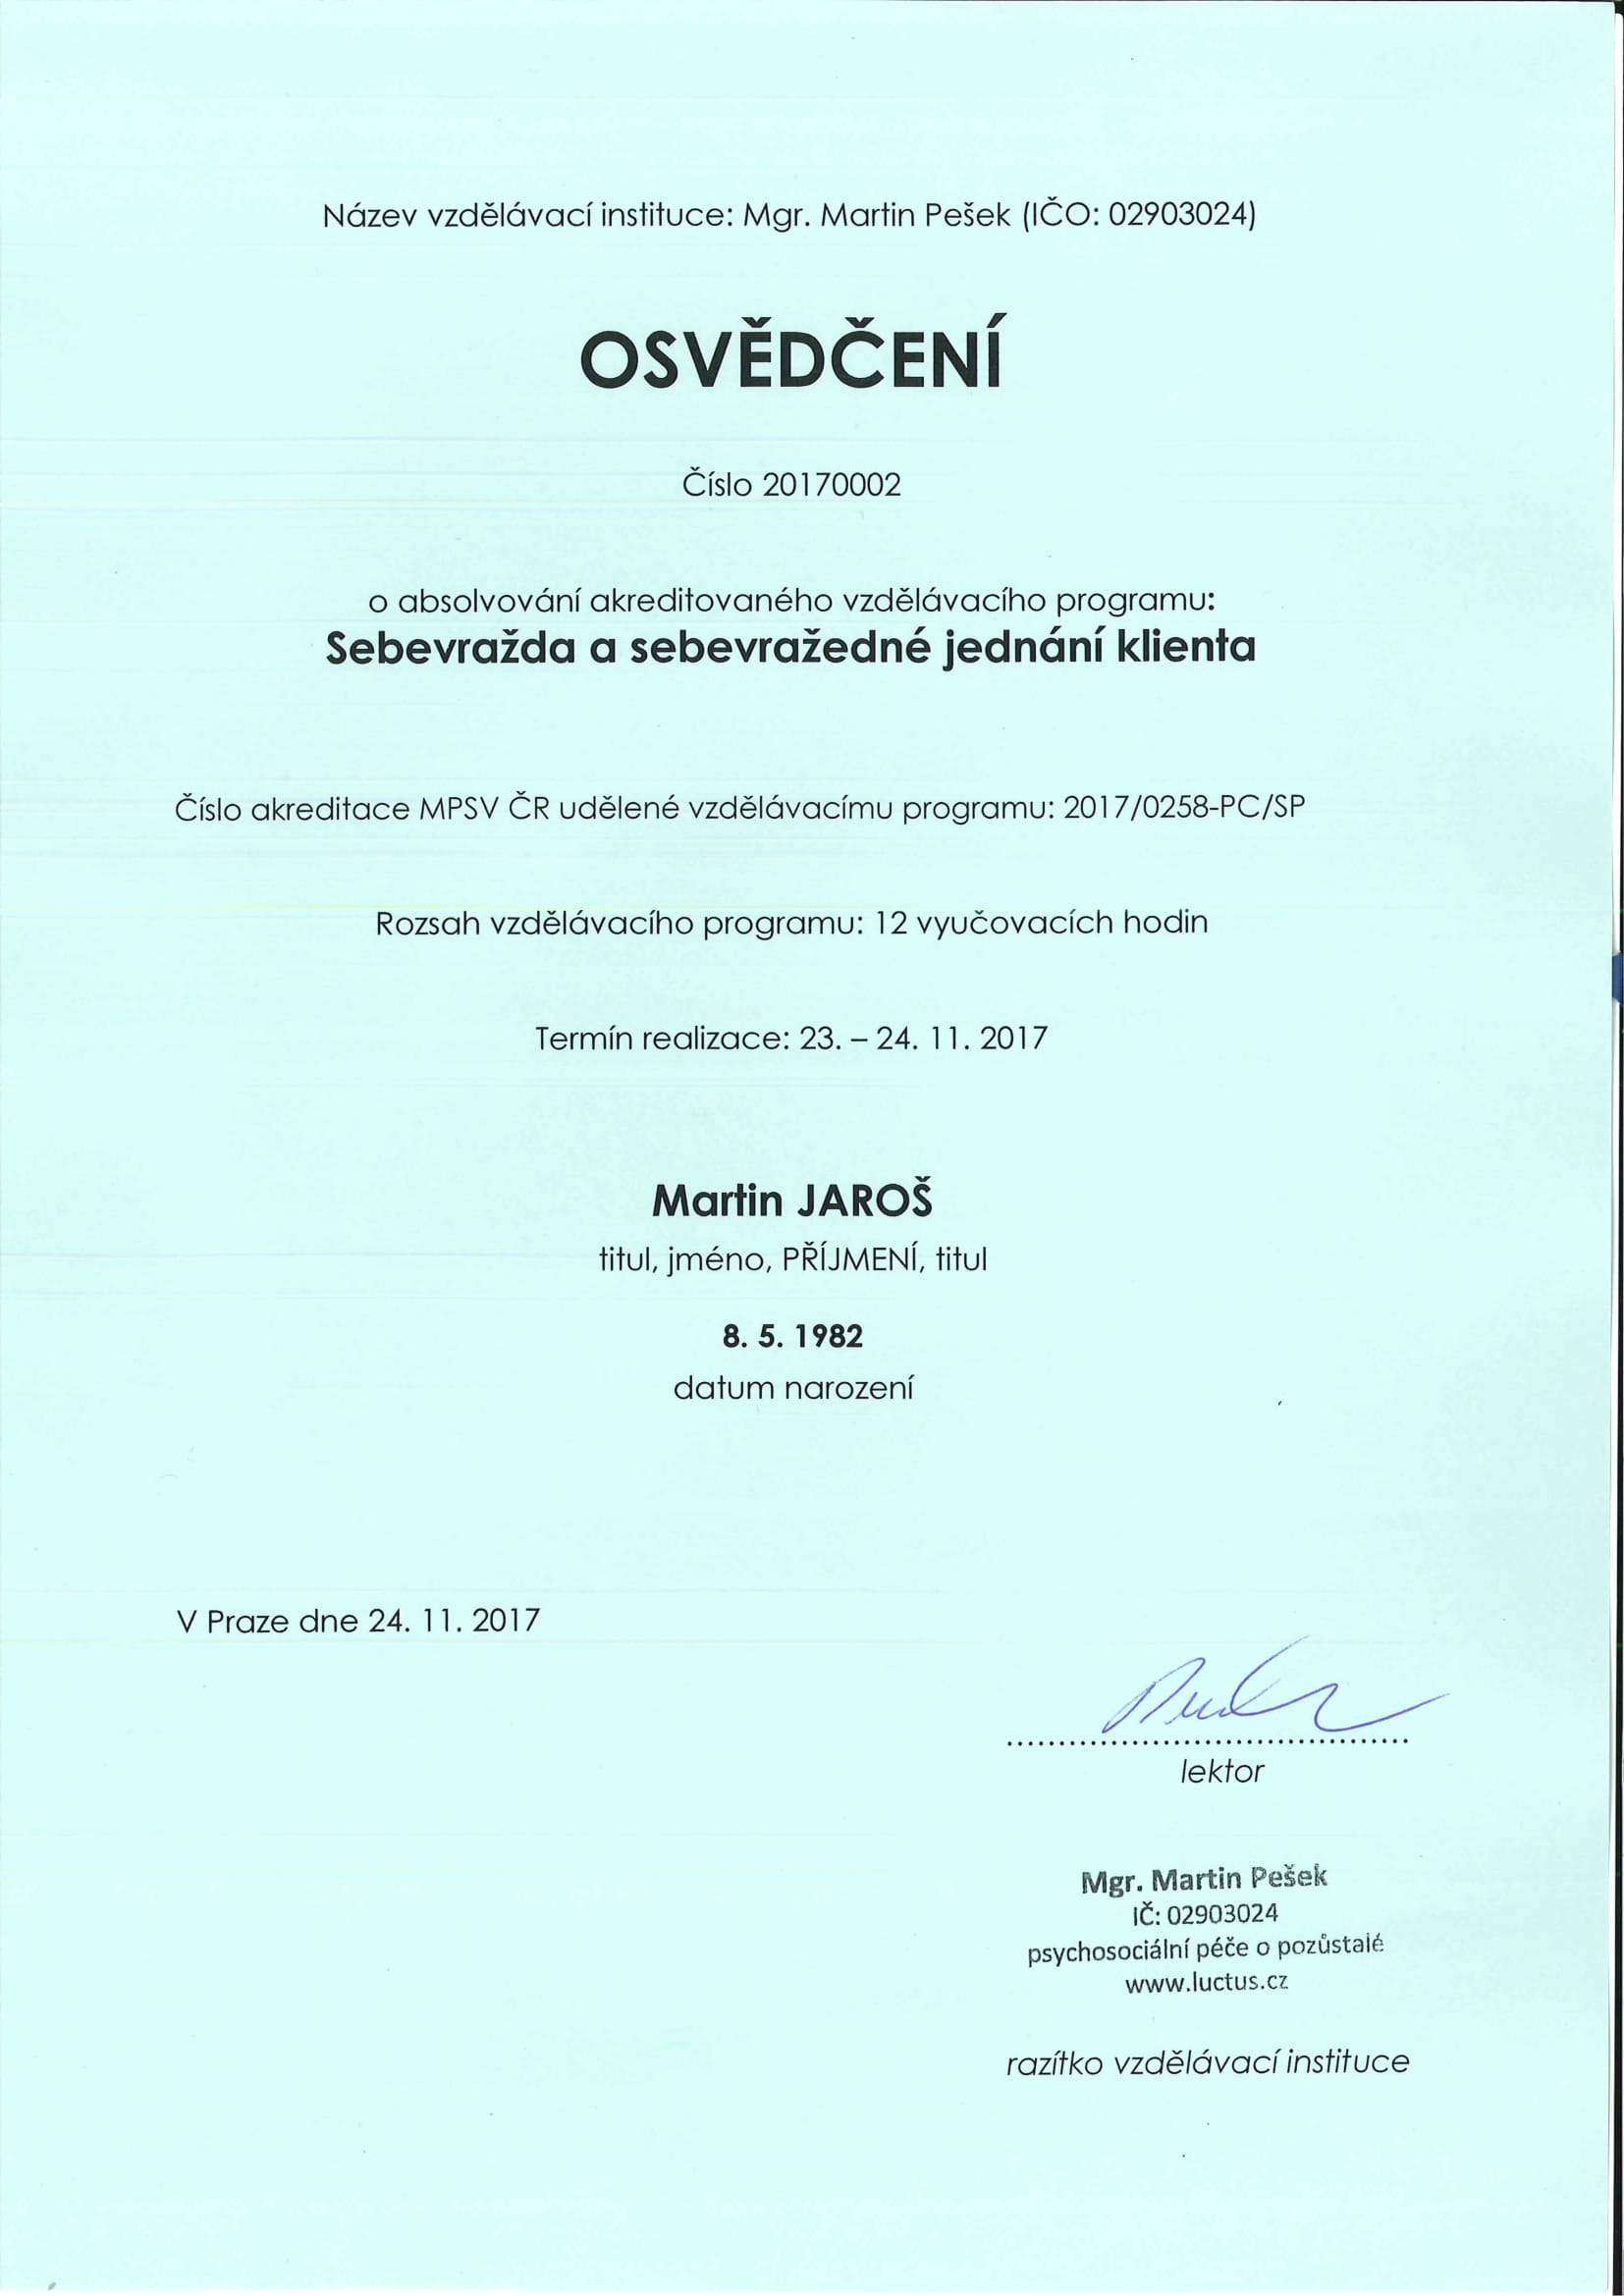 Název vzdělávací instituce: Mgr. Martin Pešek (IČO: 02903024)
OSVĚDČENÍ
Číslo 20170002
o absolvování akreditovaného vzdělávacího programu:
Sebevražda a sebevražedné jednání klienta
Číslo akreditace MPSV ČR udělené vzdělávacímu programu: 2017/0258-PC/SP
Rozsah vzdělávacího programu: 12 vyučovacích hodin
Termín realizace: 23. – 24. 11. 2017
Martin JAROŠ
titul, jméno, PŘÍJMENÍ, titul
8. 5. 1982
datum narození
V Praze dne 24. 11. 2017
lektor
Mgr. Martin Pešek
IČ: 02903024
psychosociální péče o pozůstalé
www.luctus.cz
razítko vzdělávací instituce